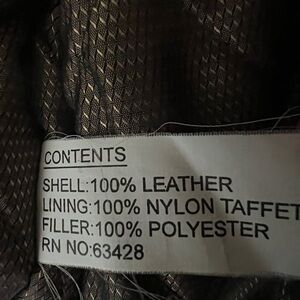 CONTENTS
SHELL:100% LEATHER
LINING:100% NYLON TAFFET
FILLER:100% POLYESTER
RN NO:63428